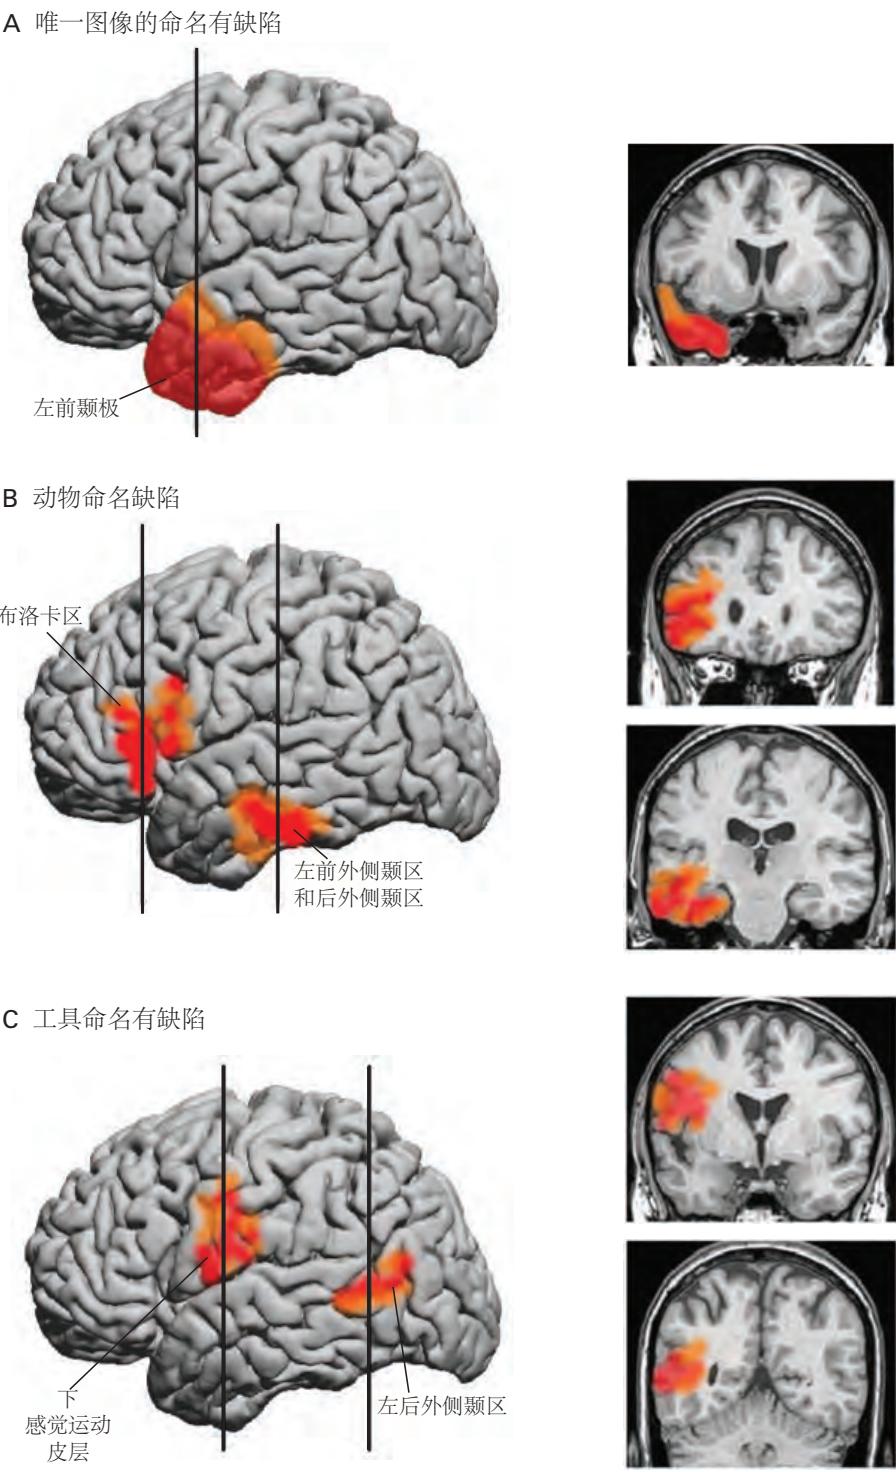 A 唯一图像的命名有缺陷
左前颞极
B 动物命名缺陷
布洛卡区
左前外侧颞区
和后外侧颞区
C 工具命名有缺陷
下
感觉运动
皮层
左后外侧颞区